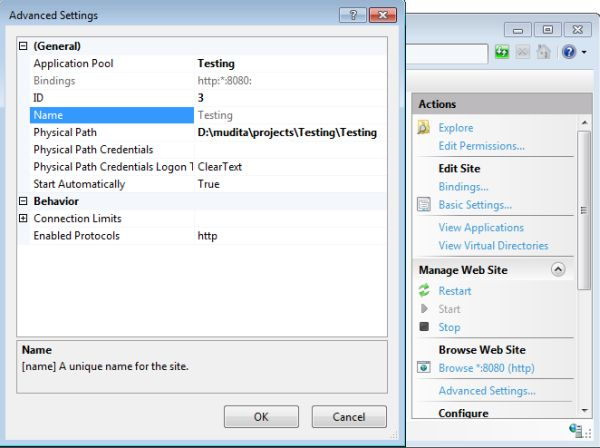 Advanced Settings
(General)
Application Pool Testing
Bindings http:*:8080:
ID 3
Name Testing
Physical Path D:\mudita\projects\Testing\Testing
Physical Path Credentials
Physical Path Credentials Logon T ClearText
Start Automatically True
Behavior
Connection Limits
Enabled Protocols http
Name
[name] A unique name for the site.
OK Cancel
Actions
Explore
Edit Permissions...
Edit Site
Bindings...
Basic Settings...
View Applications
View Virtual Directories
Manage Web Site
Restart
Start
Stop
Browse Web Site
Browse *:8080 (http)
Advanced Settings...
Configure